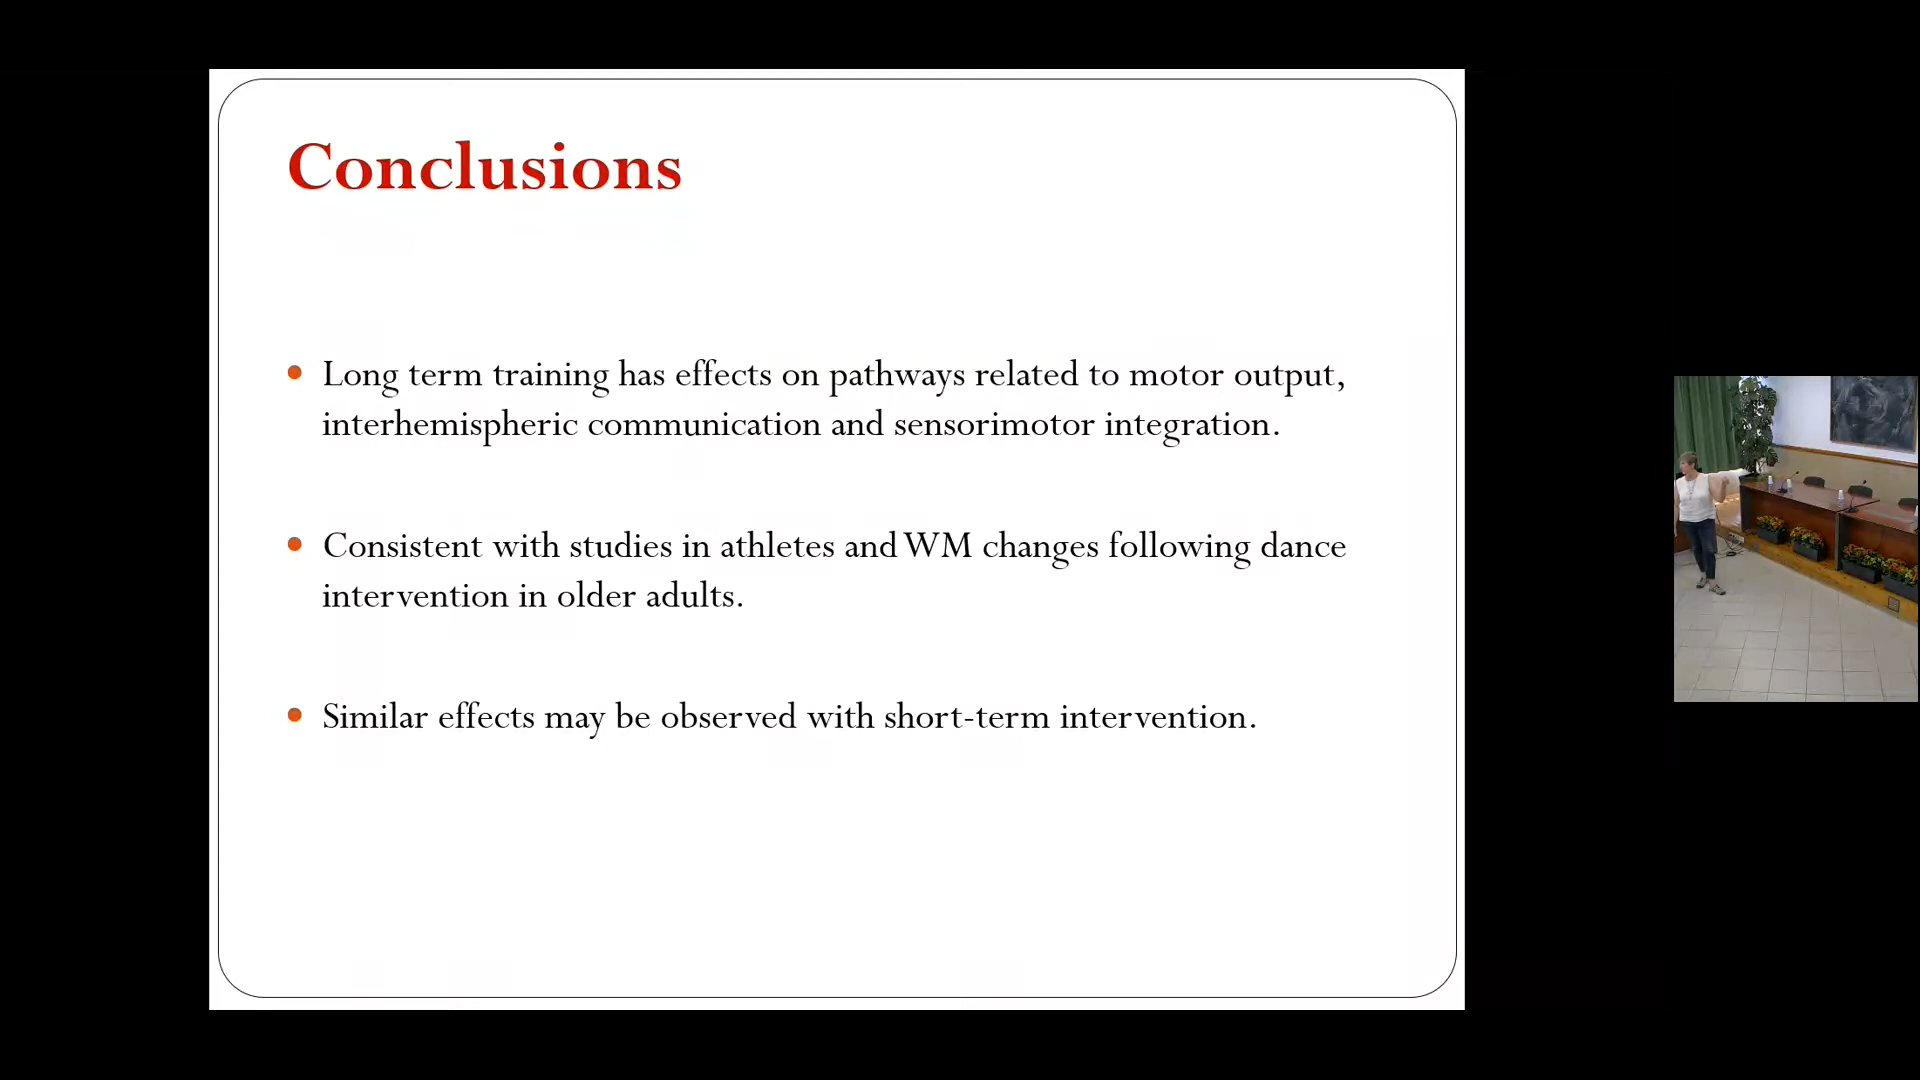 Conclusions
Long term training has effects on pathways related to motor output,
interhemispheric communication and sensorimotor integration.
Consistent with studies in athletes and WM changes following dance
intervention in older adults.
Similar effects may be observed with short-term intervention.